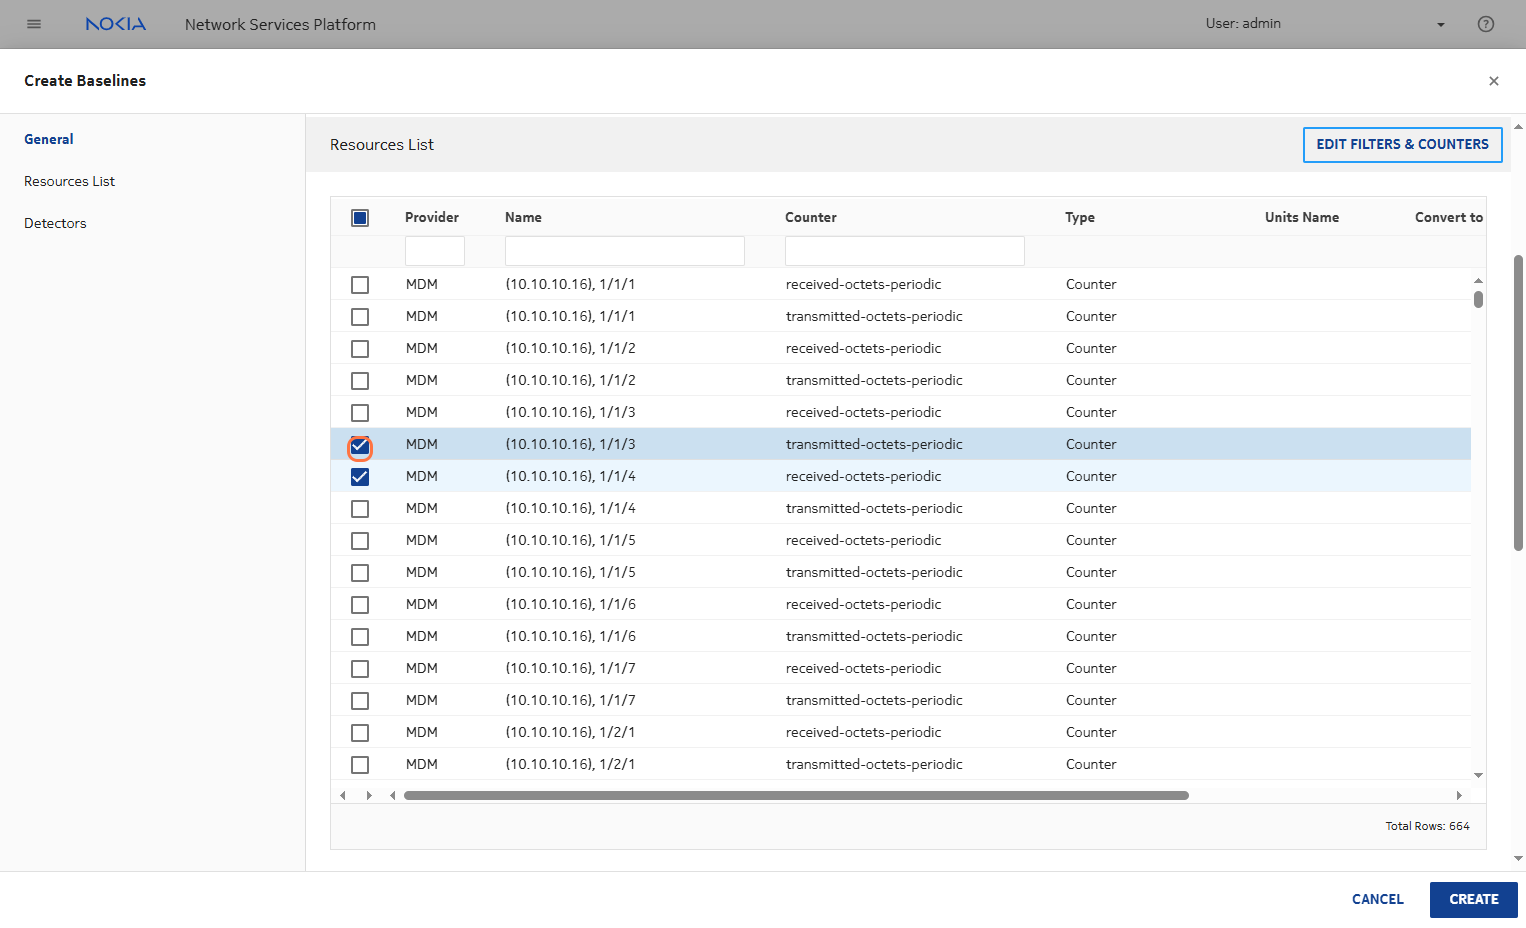 NOKIA Network Services Platform User: admin
Create Baselines
General
Resources List
Detectors
Resources List EDIT FILTERS & COUNTERS
Provider Name Counter Type Units Name Convert to
MDM (10.10.10.16), 1/1/1 received-octets-periodic Counter
MDM (10.10.10.16), 1/1/1 transmitted-octets-periodic Counter
MDM (10.10.10.16), 1/1/2 received-octets-periodic Counter
MDM (10.10.10.16), 1/1/2 transmitted-octets-periodic Counter
MDM (10.10.10.16), 1/1/3 received-octets-periodic Counter
MDM (10.10.10.16), 1/1/3 transmitted-octets-periodic Counter
MDM (10.10.10.16), 1/1/4 received-octets-periodic Counter
MDM (10.10.10.16), 1/1/4 transmitted-octets-periodic Counter
MDM (10.10.10.16), 1/1/5 received-octets-periodic Counter
MDM (10.10.10.16), 1/1/5 transmitted-octets-periodic Counter
MDM (10.10.10.16), 1/1/6 received-octets-periodic Counter
MDM (10.10.10.16), 1/1/6 transmitted-octets-periodic Counter
MDM (10.10.10.16), 1/1/7 received-octets-periodic Counter
MDM (10.10.10.16), 1/1/7 transmitted-octets-periodic Counter
MDM (10.10.10.16), 1/2/1 received-octets-periodic Counter
MDM (10.10.10.16), 1/2/1 transmitted-octets-periodic Counter
Total Rows: 664
CANCEL CREATE